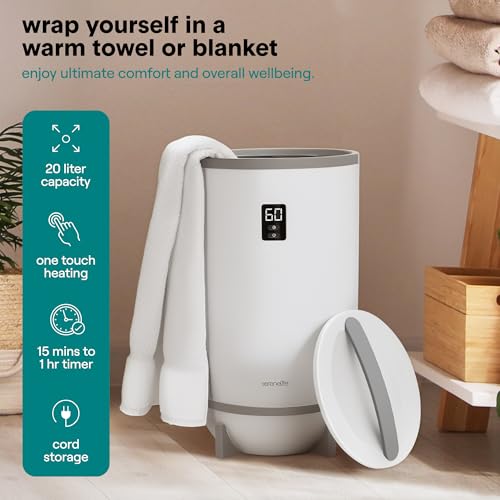 wrap yourself in a
warm towel or blanket
enjoy ultimate comfort and overall wellbeing.
20 liter
capacity
one touch
heating
15 mins to
1 hr timer
cord
storage
60
serenelife